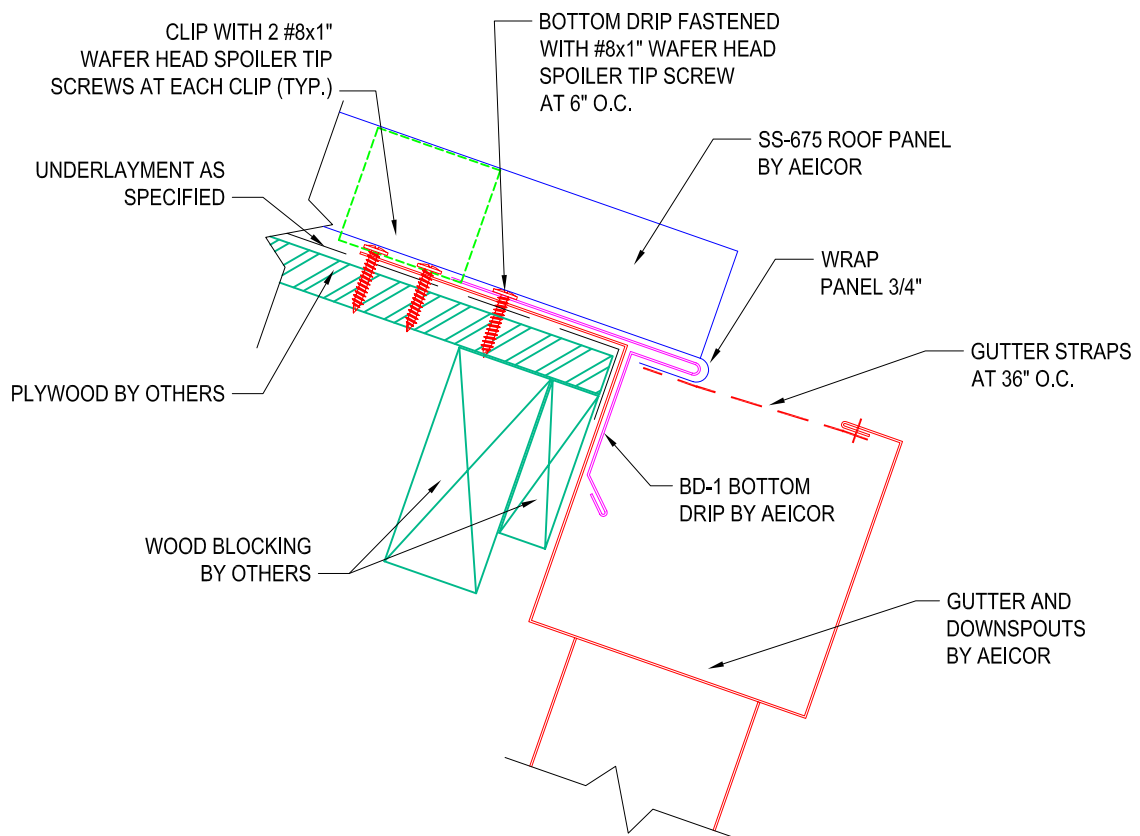 CLIP WITH 2 #8x1"
WAFER HEAD SPOILER TIP
SCREWS AT EACH CLIP (TYP.)
BOTTOM DRIP FASTENED
WITH #8x1" WAFER HEAD
SPOILER TIP SCREW
AT 6" O.C.
SS-675 ROOF PANEL
BY AEICOR
UNDERLAYMENT AS
SPECIFIED
WRAP
PANEL 3/4"
GUTTER STRAPS
AT 36" O.C.
PLYWOOD BY OTHERS
BD-1 BOTTOM
DRIP BY AEICOR
WOOD BLOCKING
BY OTHERS
GUTTER AND
DOWNSPOUTS
BY AEICOR